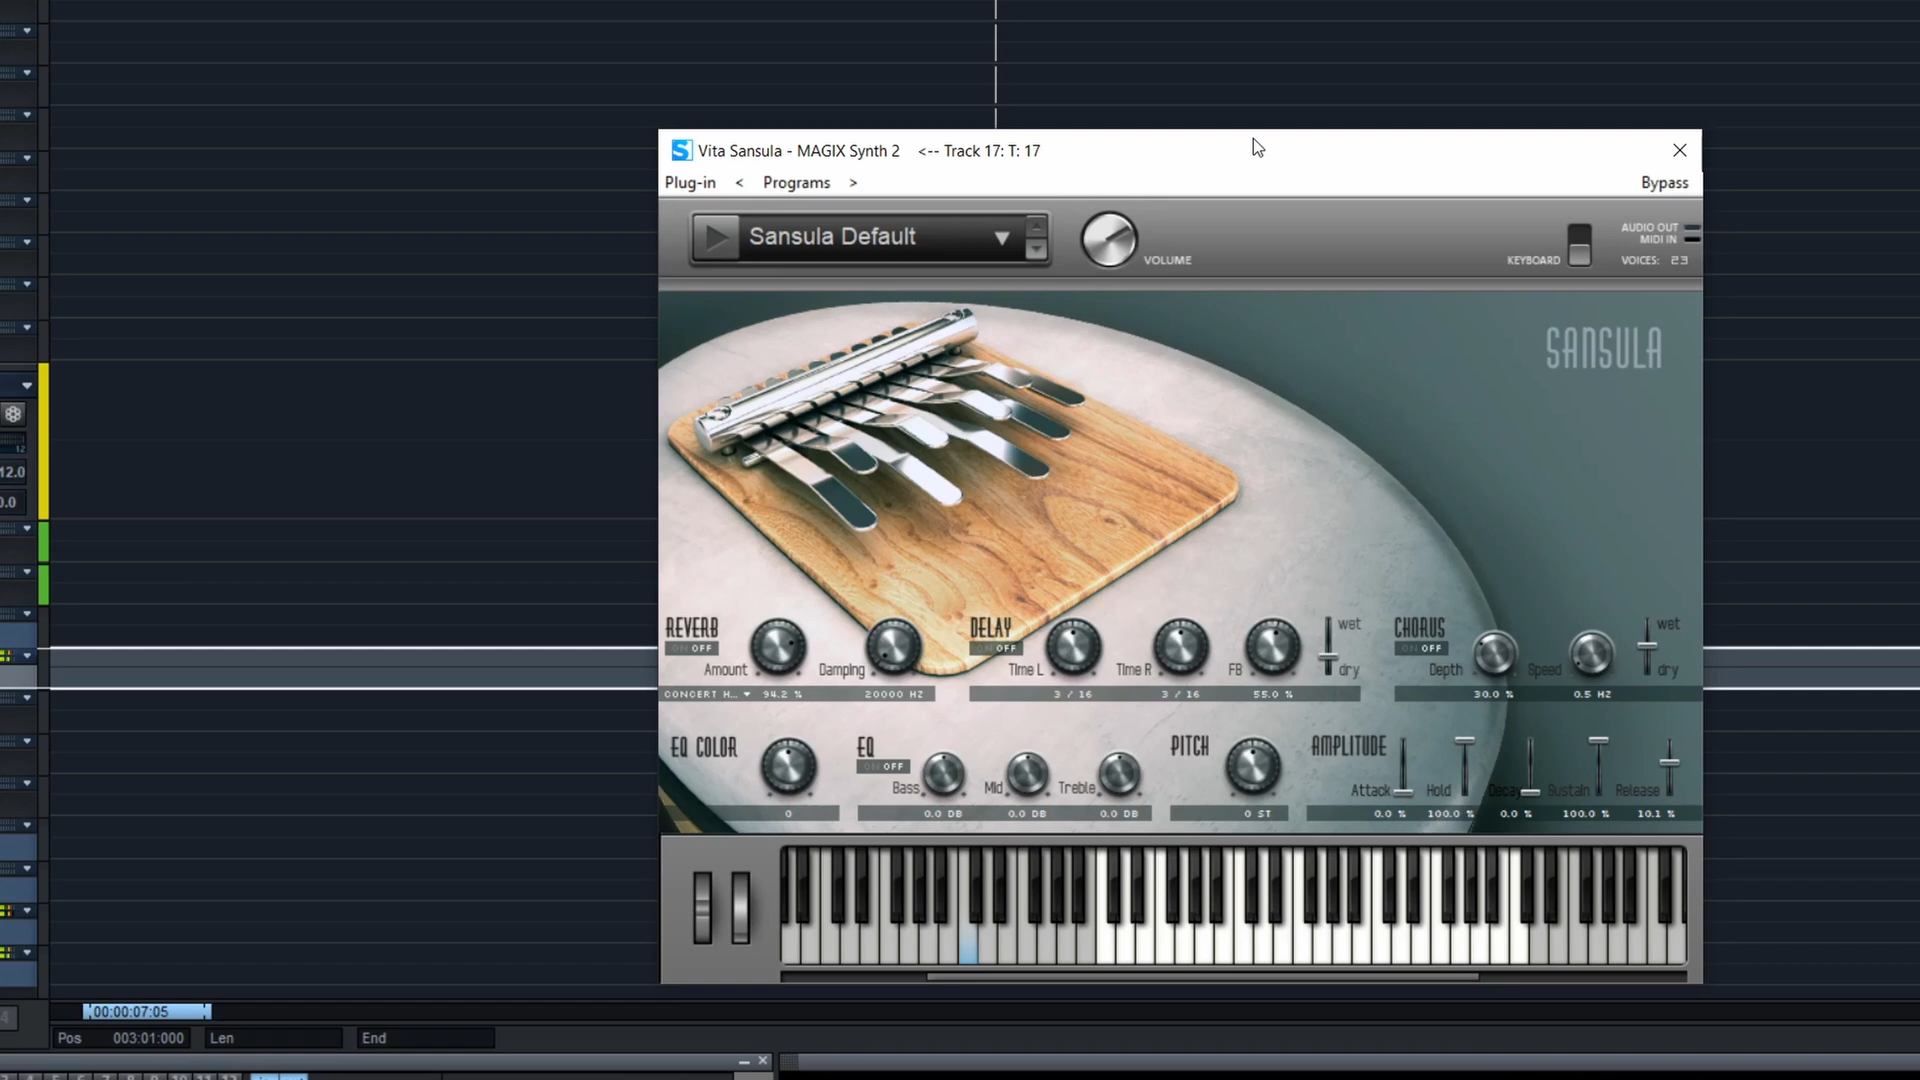 Vita Sansula - MAGIX Synth 2 <-- Track 17: T: 17
Plug-in < Programs > Bypass
Sansula Default
VOLUME
KEYBOARD
AUDIO OUT
MIDI IN
VOICES: 23
SANSULA
12
12.0
0.0
REVERB
ON OFF
Amount
Damping
CONCERT H... 94.2 % 20000 HZ
DELAY
ON OFF
Time L
Time R
FB
wet
dry
3 / 16 3 / 16 55.0 %
CHORUS
ON OFF
Depth
Speed
wet
dry
30.0 % 0.5 HZ
EQ COLOR
0
EQ
ON OFF
Bass
Mid
Treble
0.0 DB 0.0 DB 0.0 DB
PITCH
0 ST
AMPLITUDE
Attack Hold Decay Sustain Release
0.0 % 100.0 % 0.0 % 100.0 % 10.1 %
00:00:07:05
4
Pos 003:01:000 Len End